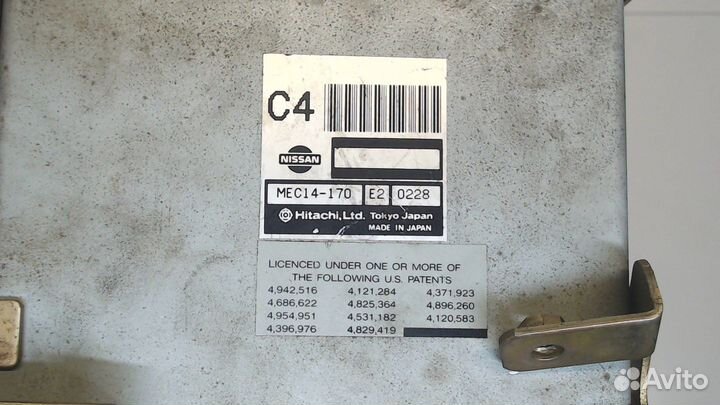 C4
NISSAN
MEC14-170 E2 0228
Hitachi, Ltd. Tokyo Japan
MADE IN JAPAN
LICENCED UNDER ONE OR MORE OF
THE FOLLOWING U.S. PATENTS
4,942,516 4,121,284 4,371,923
4,686,622 4,825,364 4,896,260
4,954,951 4,531,182 4,120,583
4,396,976 4,829,419
Avito